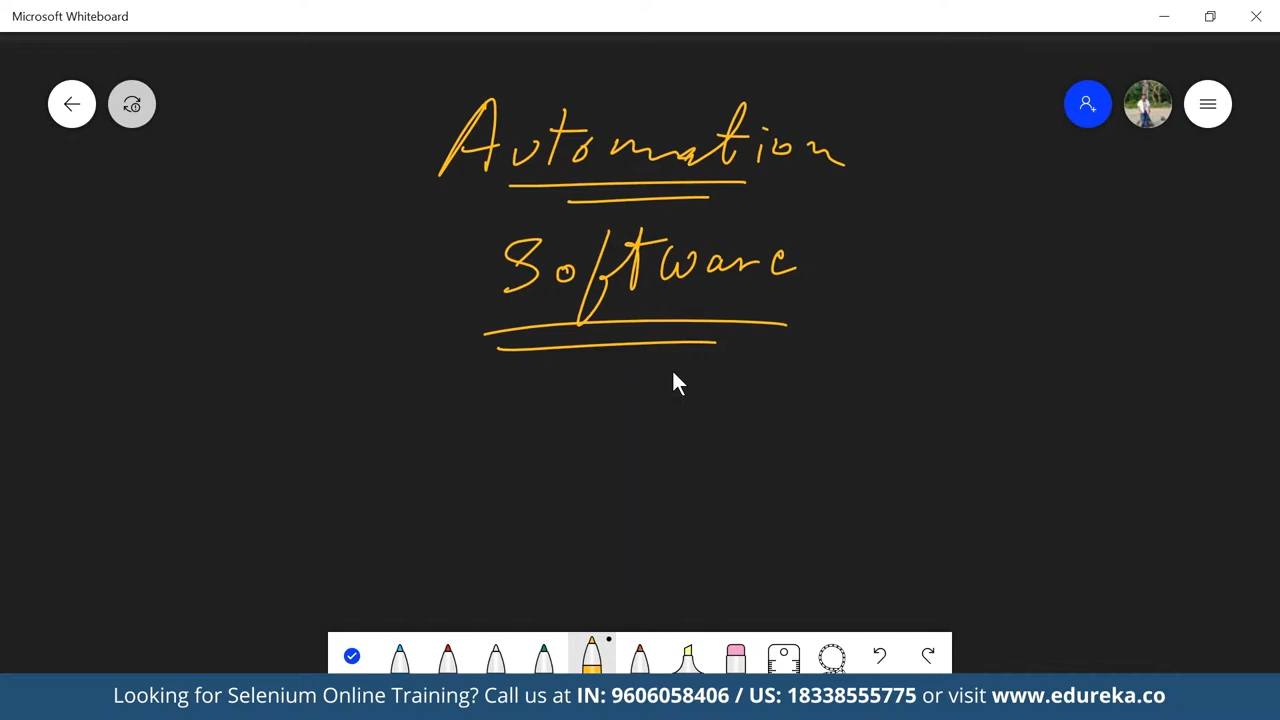 Microsoft Whiteboard
Automation
Software
Looking for Selenium Online Training? Call us at IN: 9606058406 / US: 18338555775 or visit www.edureka.co